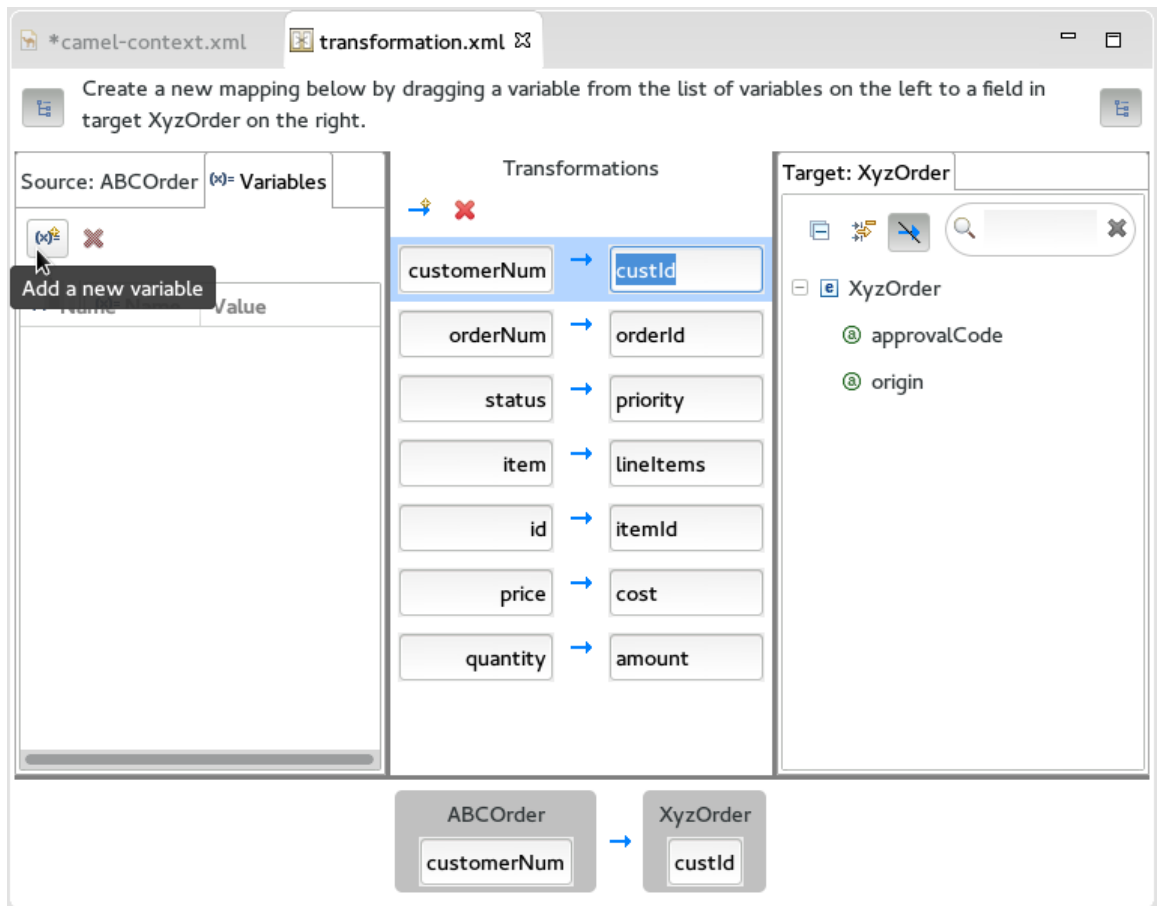 *camel-context.xml
transformation.xml
Create a new mapping below by dragging a variable from the list of variables on the left to a field in
target XyzOrder on the right.
Source: ABCOrder
(x)= Variables
(x)=
Add a new variable
Name
Value
Transformations
customerNum
custId
orderNum
orderId
status
priority
item
lineItems
id
itemId
price
cost
quantity
amount
Target: XyzOrder
e XyzOrder
a approvalCode
a origin
ABCOrder
XyzOrder
customerNum
custId